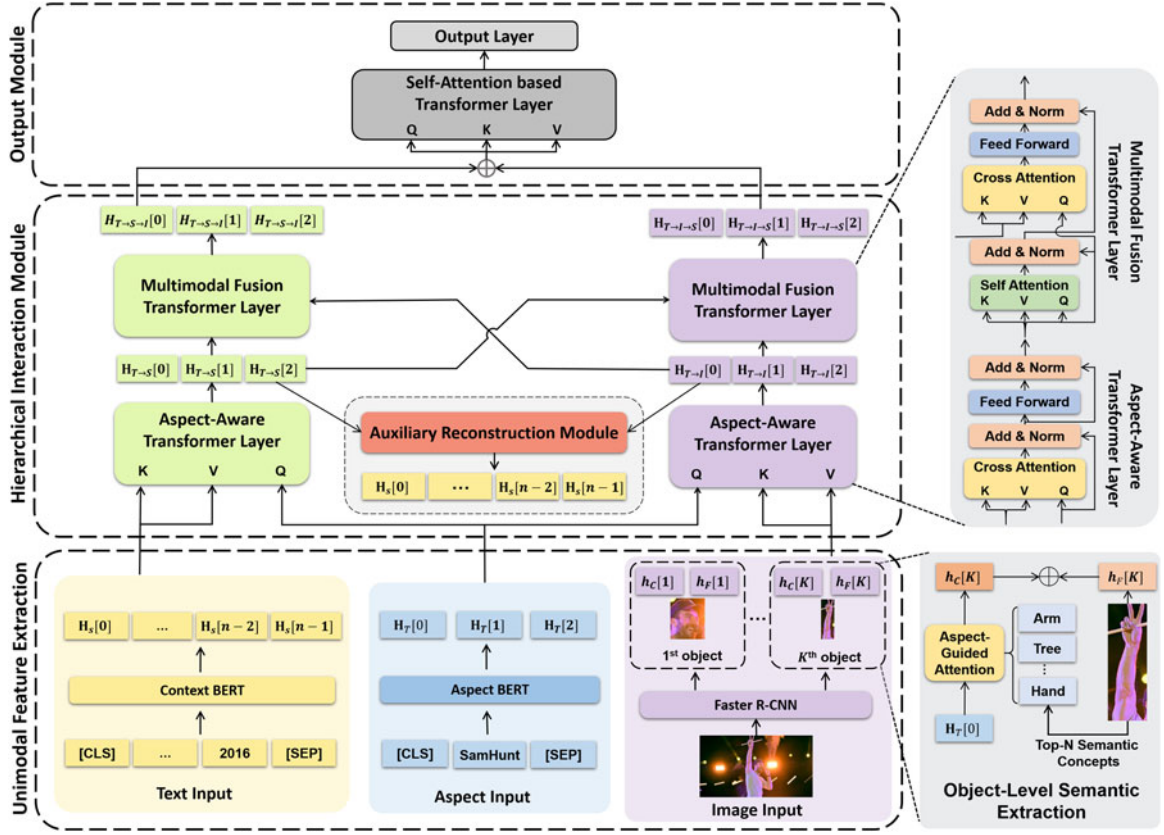 Output Module
Output Layer
Self-Attention based
Transformer Layer
Q K V
Hierarchical Interaction Module
H_{T→S→I}[0] H_{T→S→I}[1] H_{T→S→I}[2]
H_{T→I→S}[0] H_{T→I→S}[1] H_{T→I→S}[2]
Multimodal Fusion
Transformer Layer
Multimodal Fusion
Transformer Layer
H_{T→S}[0] H_{T→S}[1] H_{T→S}[2]
H_{T→I}[0] H_{T→I}[1] H_{T→I}[2]
Aspect-Aware
Transformer Layer
K V Q
Auxiliary Reconstruction Module
H_s[0] ... H_s[n−2] H_s[n−1]
Aspect-Aware
Transformer Layer
Q K V
Unimodal Feature Extraction
H_s[0] ... H_s[n−2] H_s[n−1]
Context BERT
[CLS] ... 2016 [SEP]
Text Input
H_T[0] H_T[1] H_T[2]
Aspect BERT
[CLS] SamHunt [SEP]
Aspect Input
h_C[1] h_F[1]
1st object
...
h_C[K] h_F[K]
Kth object
Faster R-CNN
Image Input
Add & Norm
Feed Forward
Cross Attention
K V Q
Add & Norm
Self Attention
K V Q
Multimodal Fusion
Transformer Layer
Add & Norm
Feed Forward
Add & Norm
Cross Attention
K V Q
Aspect-Aware
Transformer Layer
h_C[K] h_F[K]
Aspect-
Guided
Attention
H_T[0]
Arm
Tree
...
Hand
Top-N Semantic
Concepts
Object-Level Semantic
Extraction